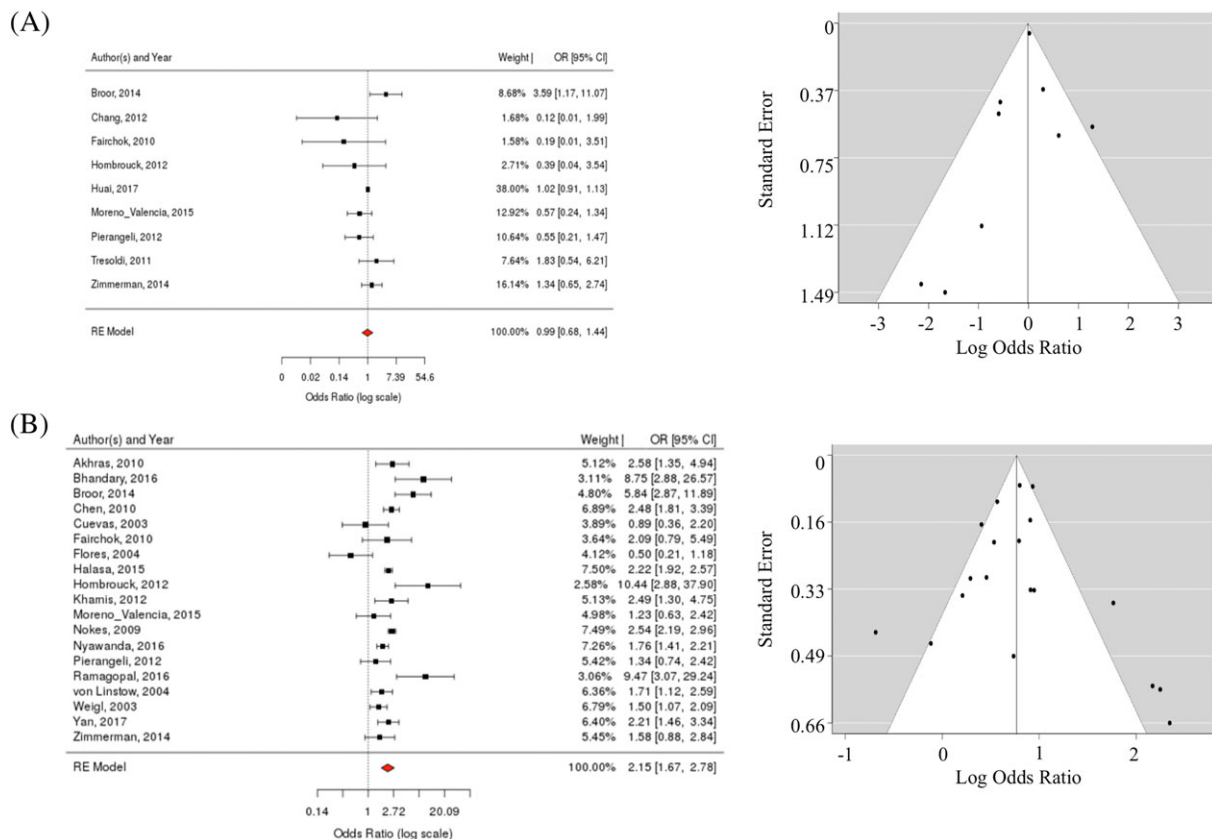 (A)
Author(s) and Year Weight | OR [95% CI]
Broor, 2014 8.68% 3.59 [1.17, 11.07]
Chang, 2012 1.68% 0.12 [0.01, 1.99]
Fairchok, 2010 1.58% 0.19 [0.01, 3.51]
Hombrouck, 2012 2.71% 0.39 [0.04, 3.54]
Huai, 2017 38.00% 1.02 [0.91, 1.13]
Moreno_Valencia, 2015 12.92% 0.57 [0.24, 1.34]
Pierangeli, 2012 10.64% 0.55 [0.21, 1.47]
Tresoldi, 2011 7.64% 1.83 [0.54, 6.21]
Zimmerman, 2014 16.14% 1.34 [0.65, 2.74]
RE Model 100.00% 0.99 [0.68, 1.44]
0 0.02 0.14 1 7.39 54.6
Odds Ratio (log scale)
Standard Error
0
0.37
0.75
1.12
1.49
-3 -2 -1 0 1 2 3
Log Odds Ratio
(B)
Author(s) and Year Weight | OR [95% CI]
Akhras, 2010 5.12% 2.58 [1.35, 4.94]
Bhandary, 2016 3.11% 8.75 [2.88, 26.57]
Broor, 2014 4.80% 5.84 [2.87, 11.89]
Chen, 2010 6.89% 2.48 [1.81, 3.39]
Cuevas, 2003 3.89% 0.89 [0.36, 2.20]
Fairchok, 2010 3.64% 2.09 [0.79, 5.49]
Flores, 2004 4.12% 0.50 [0.21, 1.18]
Halasa, 2015 7.50% 2.22 [1.92, 2.57]
Hombrouck, 2012 2.58% 10.44 [2.88, 37.90]
Khamis, 2012 5.13% 2.49 [1.30, 4.75]
Moreno_Valencia, 2015 4.98% 1.23 [0.63, 2.42]
Nokes, 2009 7.49% 2.54 [2.19, 2.96]
Nyawanda, 2016 7.26% 1.76 [1.41, 2.21]
Pierangeli, 2012 5.42% 1.34 [0.74, 2.42]
Ramagopal, 2016 3.06% 9.47 [3.07, 29.24]
von Linstow, 2004 6.36% 1.71 [1.12, 2.59]
Weigl, 2003 6.79% 1.50 [1.07, 2.09]
Yan, 2017 6.40% 2.21 [1.46, 3.34]
Zimmerman, 2014 5.45% 1.58 [0.88, 2.84]
RE Model 100.00% 2.15 [1.67, 2.78]
0.14 1 2.72 20.09
Odds Ratio (log scale)
Standard Error
0
0.16
0.33
0.49
0.66
-1 0 1 2
Log Odds Ratio